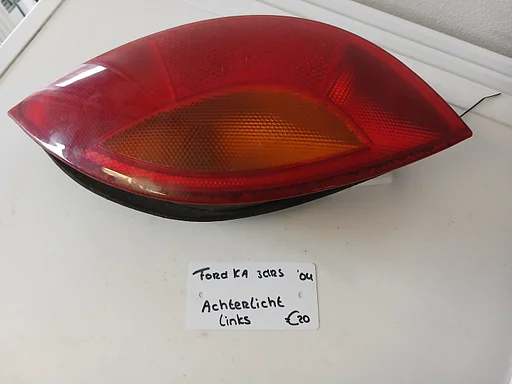 Ford KA 3drs '04
Achterlicht
links €20